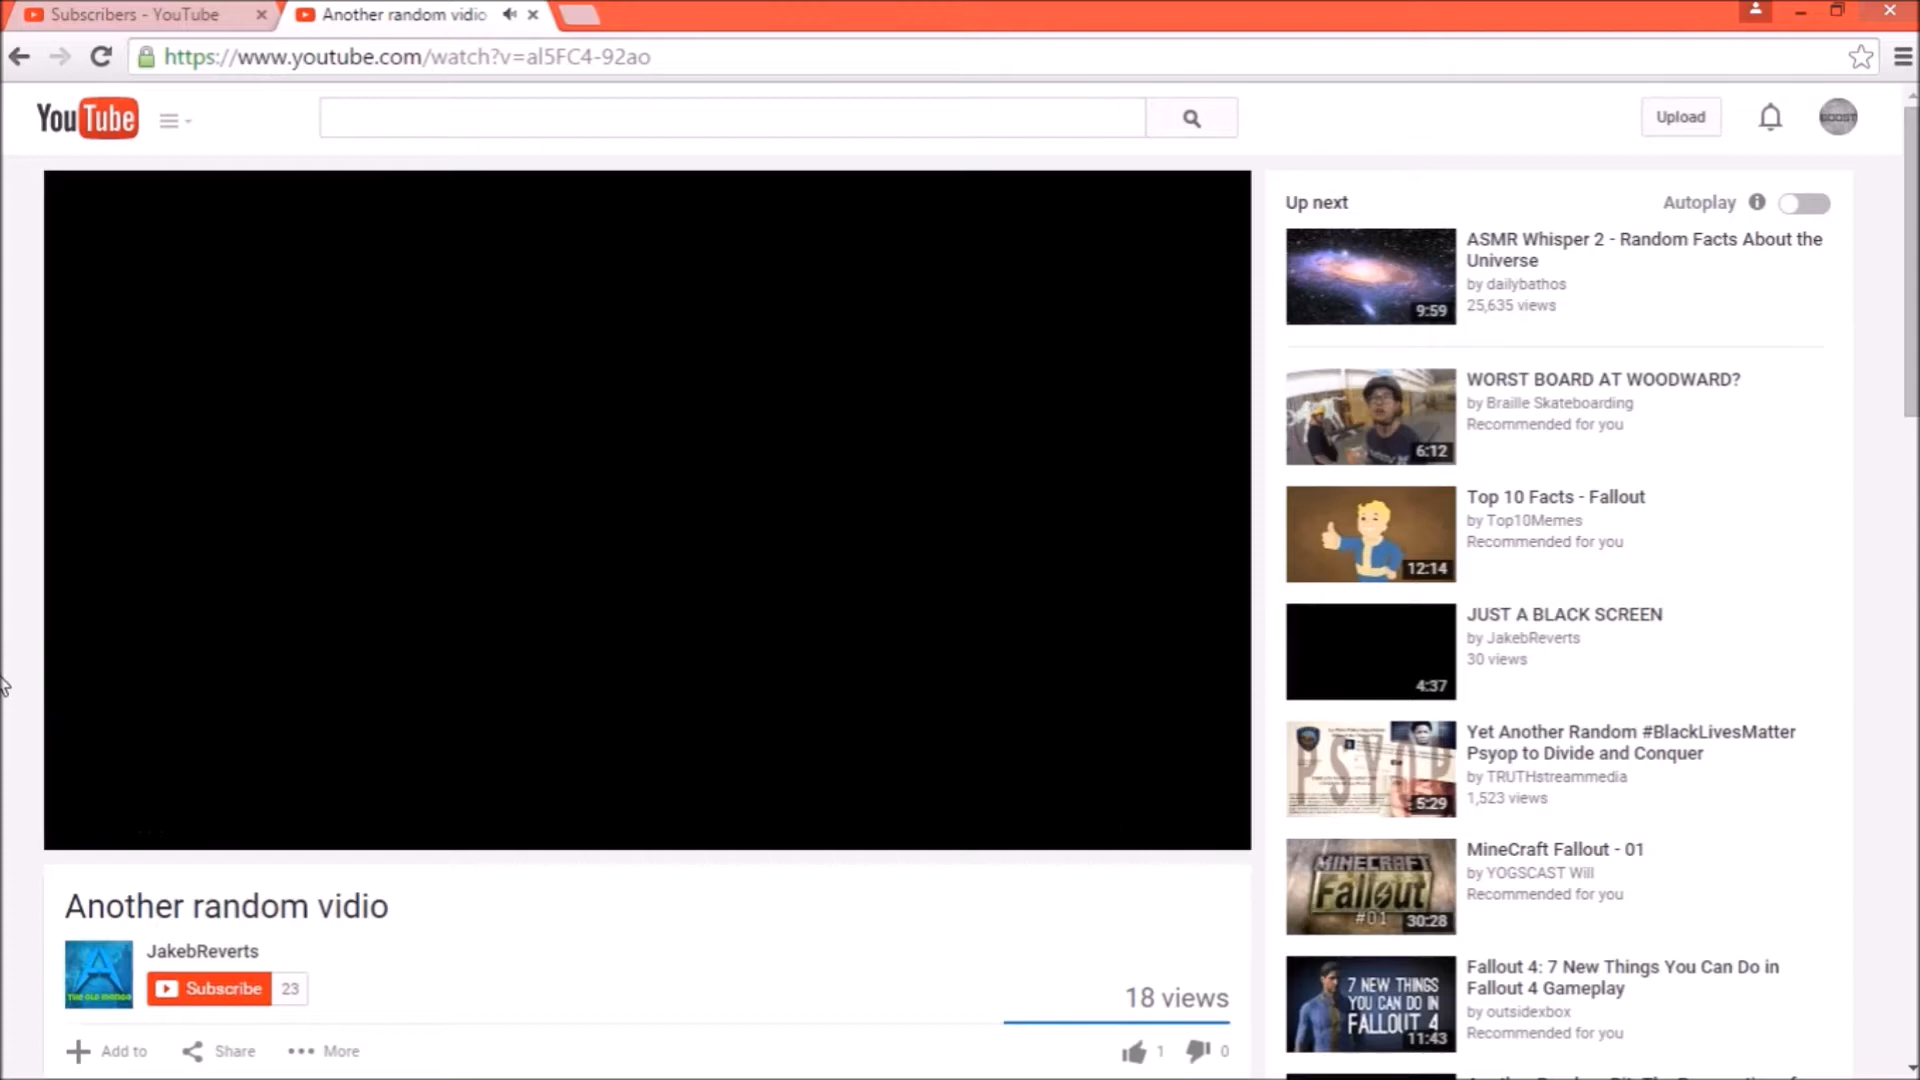 Subscribers - YouTube
Another random vidio
https://www.youtube.com/watch?v=al5FC4-92ao
YouTube
Upload
BOOST
Up next
Autoplay
9:59
ASMR Whisper 2 - Random Facts About the
Universe
by dailybathos
25,635 views
6:12
WORST BOARD AT WOODWARD?
by Braille Skateboarding
Recommended for you
12:14
Top 10 Facts - Fallout
by Top10Memes
Recommended for you
4:37
JUST A BLACK SCREEN
by JakebReverts
30 views
PSYOP
5:29
Yet Another Random #BlackLivesMatter
Psyop to Divide and Conquer
by TRUTHstreammedia
1,523 views
MINECRAFT
Fallout
#01
30:28
MineCraft Fallout - 01
by YOGSCAST Will
Recommended for you
7 NEW THINGS
YOU CAN DO IN
FALLOUT 4
11:43
Fallout 4: 7 New Things You Can Do in
Fallout 4 Gameplay
by outsidexbox
Recommended for you
Another random vidio
A
THE OLD MANGO
JakebReverts
Subscribe 23
18 views
Add to
Share
More
1
0